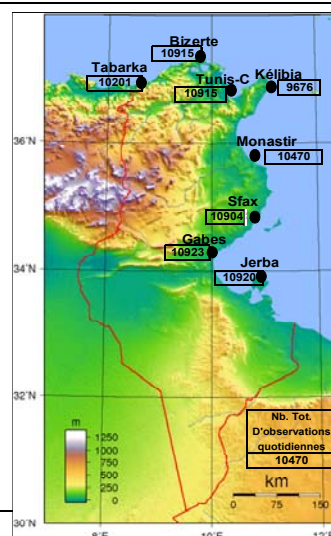 Bizerte
10915
Tabarka
10201
Tunis-C
10915
Kélibia
9676
36°N
Monastir
10470
Sfax
10904
Gabes
10923
34°N
Jerba
10920
32°N
m
1250
1000
750
500
250
0
Nb. Tot.
D'observations
quotidiennes
10470
km
0 75 150
30°N
10°E